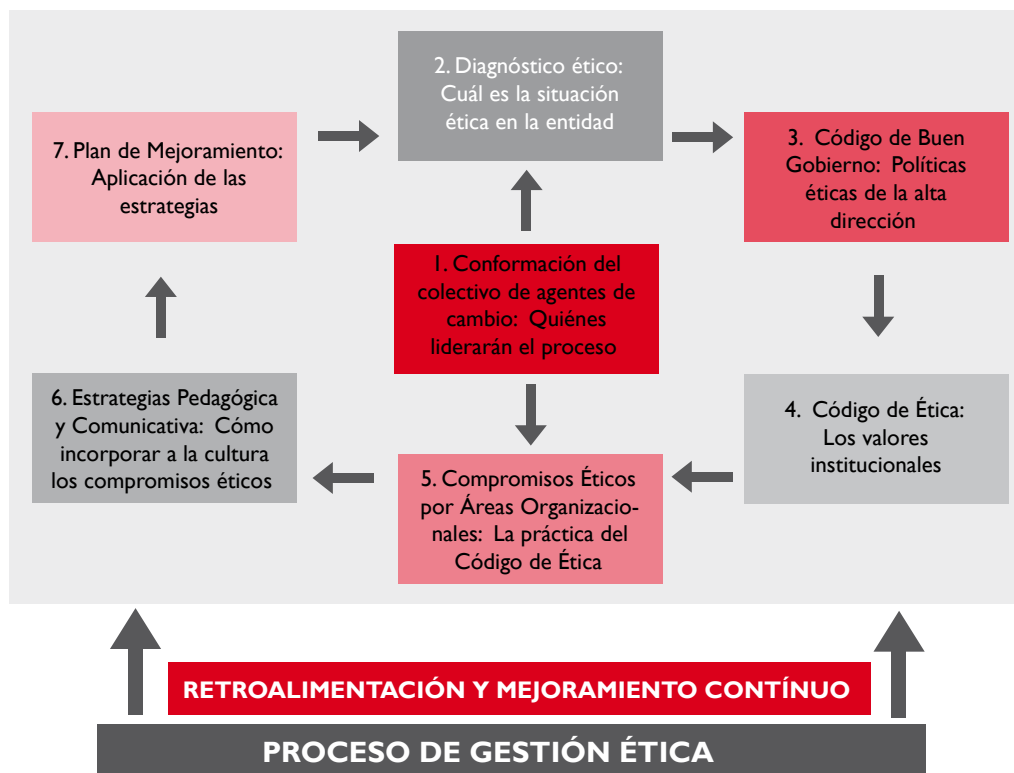 2. Diagnóstico ético:
Cuál es la situación
ética en la entidad
7. Plan de Mejoramiento:
Aplicación de las
estrategias
3. Código de Buen
Gobierno: Políticas
éticas de la alta
dirección
1. Conformación del
colectivo de agentes de
cambio: Quiénes
liderarán el proceso
6. Estrategias Pedagógica
y Comunicativa: Cómo
incorporar a la cultura
los compromisos éticos
4. Código de Ética:
Los valores
institucionales
5. Compromisos Éticos
por Áreas Organizacio-
nales: La práctica del
Código de Ética
RETROALIMENTACIÓN Y MEJORAMIENTO CONTÍNUO
PROCESO DE GESTIÓN ÉTICA